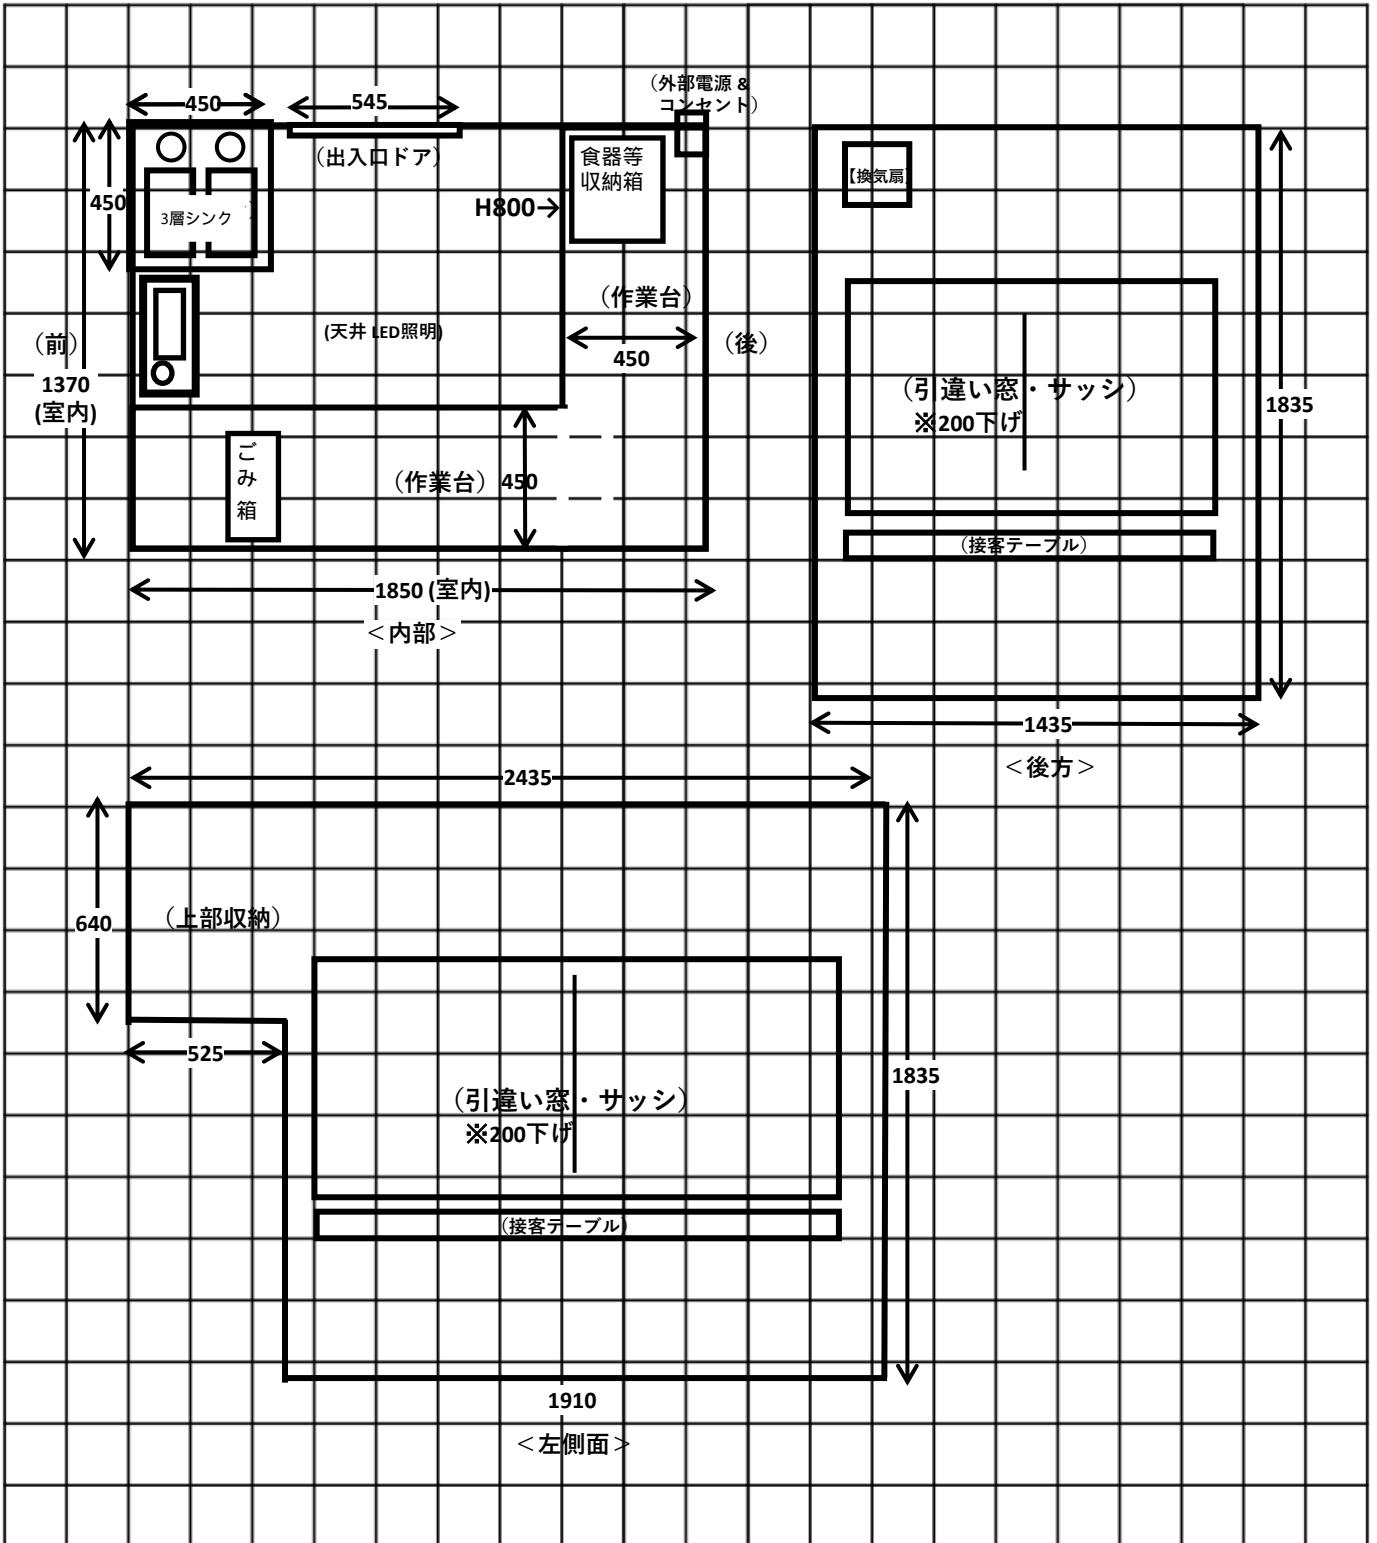 450
545
（外部電源 &
コンセント）
（出入口ドア）
食器等
収納箱
【換気扇】
450
3層シンク
H800→
（作業台）
（前）
(天井 LED照明)
（後）
450
1370
(室内)
（引違い窓・サッシ）
※200下げ
1835
ご
み
箱
（作業台）450
（接客テーブル）
1850 (室内)
＜内部＞
1435
＜後方＞
2435
640
（上部収納）
525
1835
（引違い窓・サッシ）
※200下げ
（接客テーブル）
1910
＜左側面＞